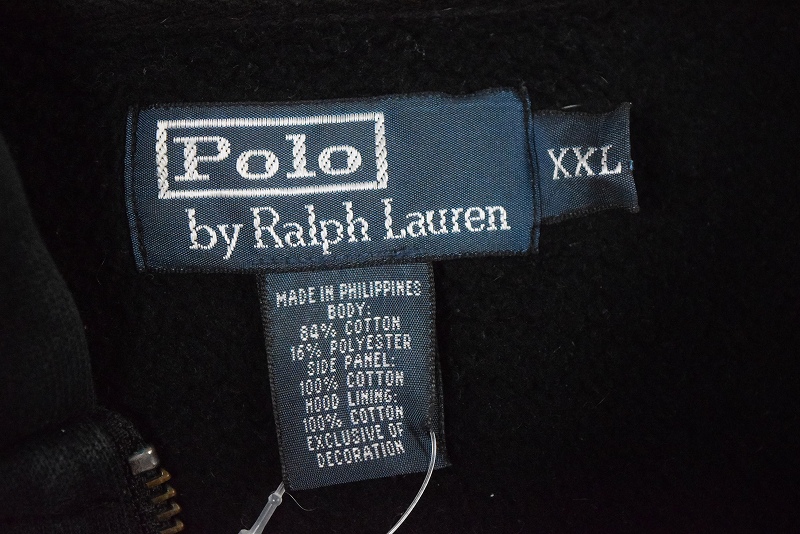 Polo
by Ralph Lauren
XXL
MADE IN PHILIPPINES
BODY:
84% COTTON
16% POLYESTER
SIDE PANEL:
100% COTTON
HOOD LINING:
100% COTTON
EXCLUSIVE OF
DECORATION